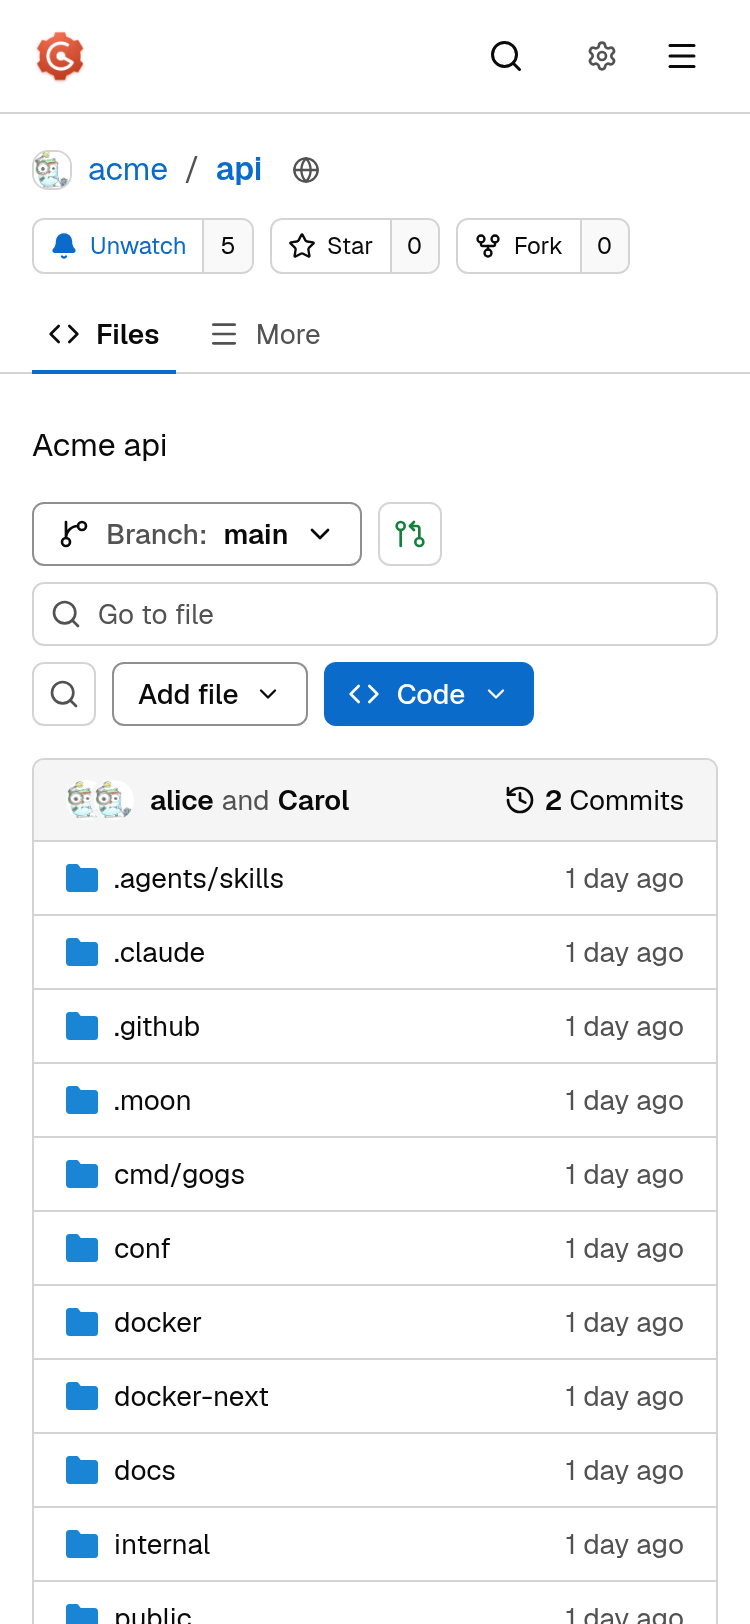 acme / api
Unwatch 5 Star 0 Fork 0
Files More
Acme api
Branch: main
Go to file
Add file Code
alice and Carol 2 Commits
.agents/skills 1 day ago
.claude 1 day ago
.github 1 day ago
.moon 1 day ago
cmd/gogs 1 day ago
conf 1 day ago
docker 1 day ago
docker-next 1 day ago
docs 1 day ago
internal 1 day ago
public 1 day ago